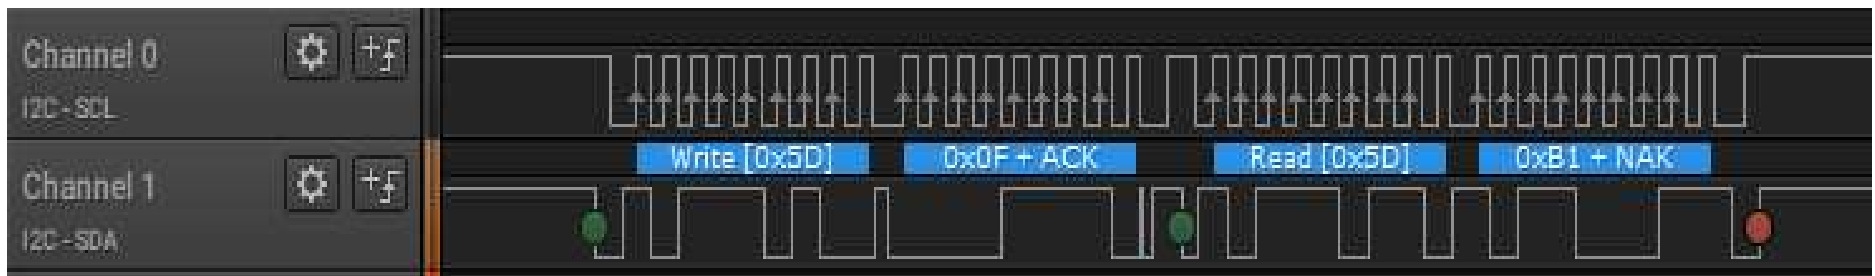 Channel 0
I2C-SCL
Write [0x5D] 0x0F + ACK Read [0x5D] 0xB1 + NAK
Channel 1
I2C-SDA